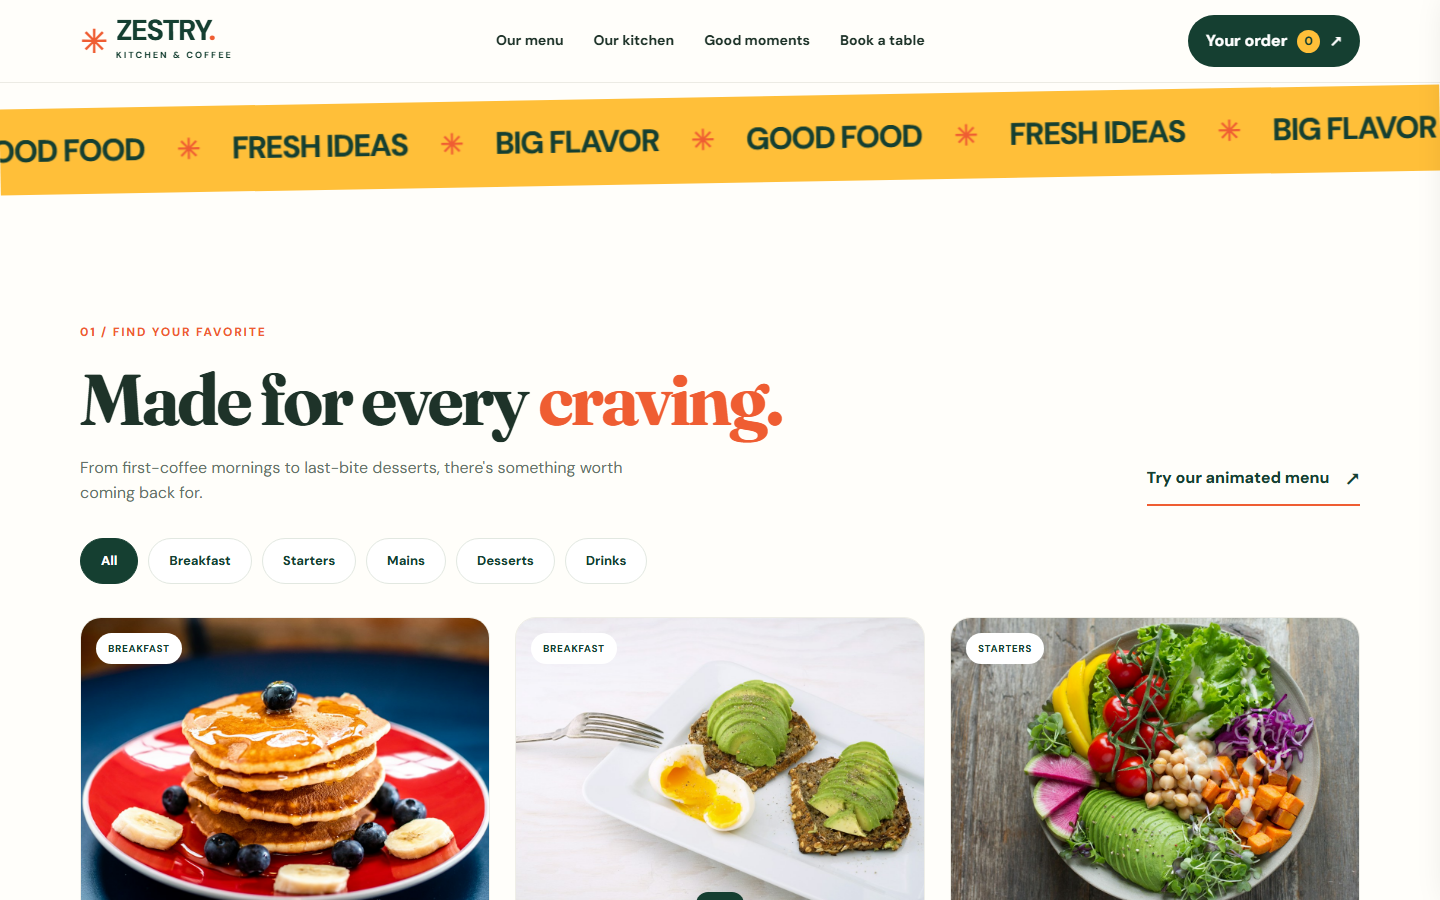 ZESTRY.
KITCHEN & COFFEE
Our menu
Our kitchen
Good moments
Book a table
Your order 0 ↗
OOD FOOD ✳ FRESH IDEAS ✳ BIG FLAVOR ✳ GOOD FOOD ✳ FRESH IDEAS ✳ BIG FLAVOR
01 / FIND YOUR FAVORITE
Made for every craving.
From first-coffee mornings to last-bite desserts, there's something worth
coming back for.
Try our animated menu ↗
All
Breakfast
Starters
Mains
Desserts
Drinks
BREAKFAST
BREAKFAST
STARTERS